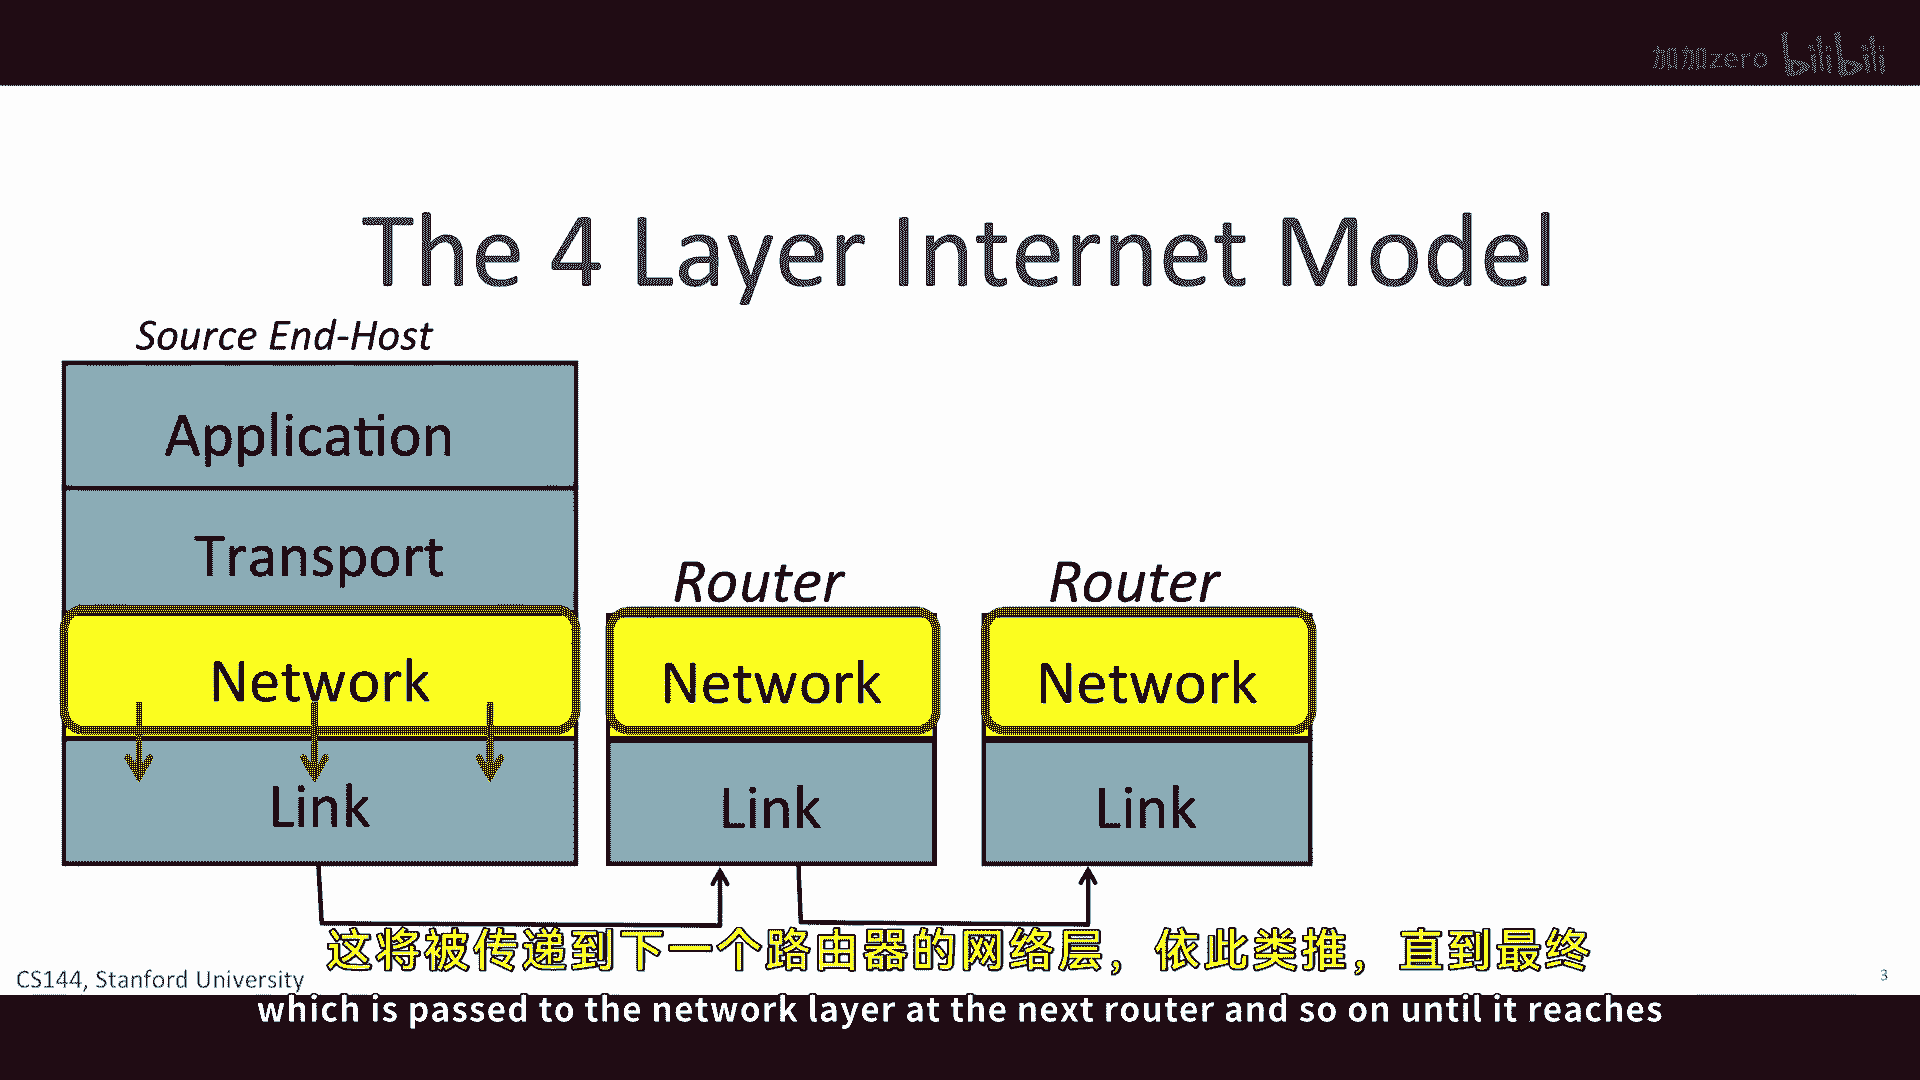 加加zero bilibili
The 4 Layer Internet Model
Source End-Host
Application
Transport
Router Router
Network Network Network
Link Link Link
这将被传递到下一个路由器的网络层，依此类推，直到最终
CS144, Stanford University 3
which is passed to the network layer at the next router and so on until it reaches